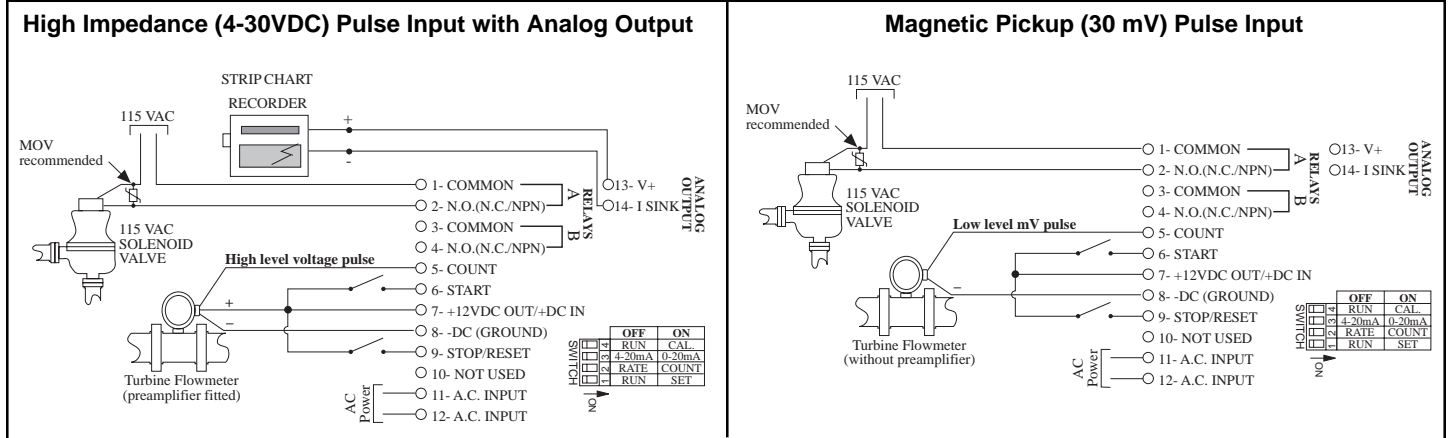 High Impedance (4-30VDC) Pulse Input with Analog Output
STRIP CHART
RECORDER
115 VAC
MOV
recommended
+
-
1- COMMON
2- N.O.(N.C./NPN)
3- COMMON
4- N.O.(N.C./NPN)
A
B
RELAYS
13- V+
14- I SINK
ANALOG
OUTPUT
115 VAC
SOLENOID
VALVE
High level voltage pulse
5- COUNT
6- START
+
7- +12VDC OUT/+DC IN
–
8- -DC (GROUND)
9- STOP/RESET
10- NOT USED
Turbine Flowmeter
(preamplifier fitted)
AC
Power
11- A.C. INPUT
12- A.C. INPUT
SWITCH
OFF ON
4 RUN CAL.
3 4-20mA 0-20mA
2 RATE COUNT
1 RUN SET
ON
Magnetic Pickup (30 mV) Pulse Input
115 VAC
MOV
recommended
1- COMMON
2- N.O.(N.C./NPN)
3- COMMON
4- N.O.(N.C./NPN)
A
B
RELAYS
13- V+
14- I SINK
ANALOG
OUTPUT
115 VAC
SOLENOID
VALVE
Low level mV pulse
5- COUNT
6- START
7- +12VDC OUT/+DC IN
–
8- -DC (GROUND)
9- STOP/RESET
10- NOT USED
Turbine Flowmeter
(without preamplifier)
AC
Power
11- A.C. INPUT
12- A.C. INPUT
SWITCH
OFF ON
4 RUN CAL.
3 4-20mA 0-20mA
2 RATE COUNT
1 RUN SET
ON